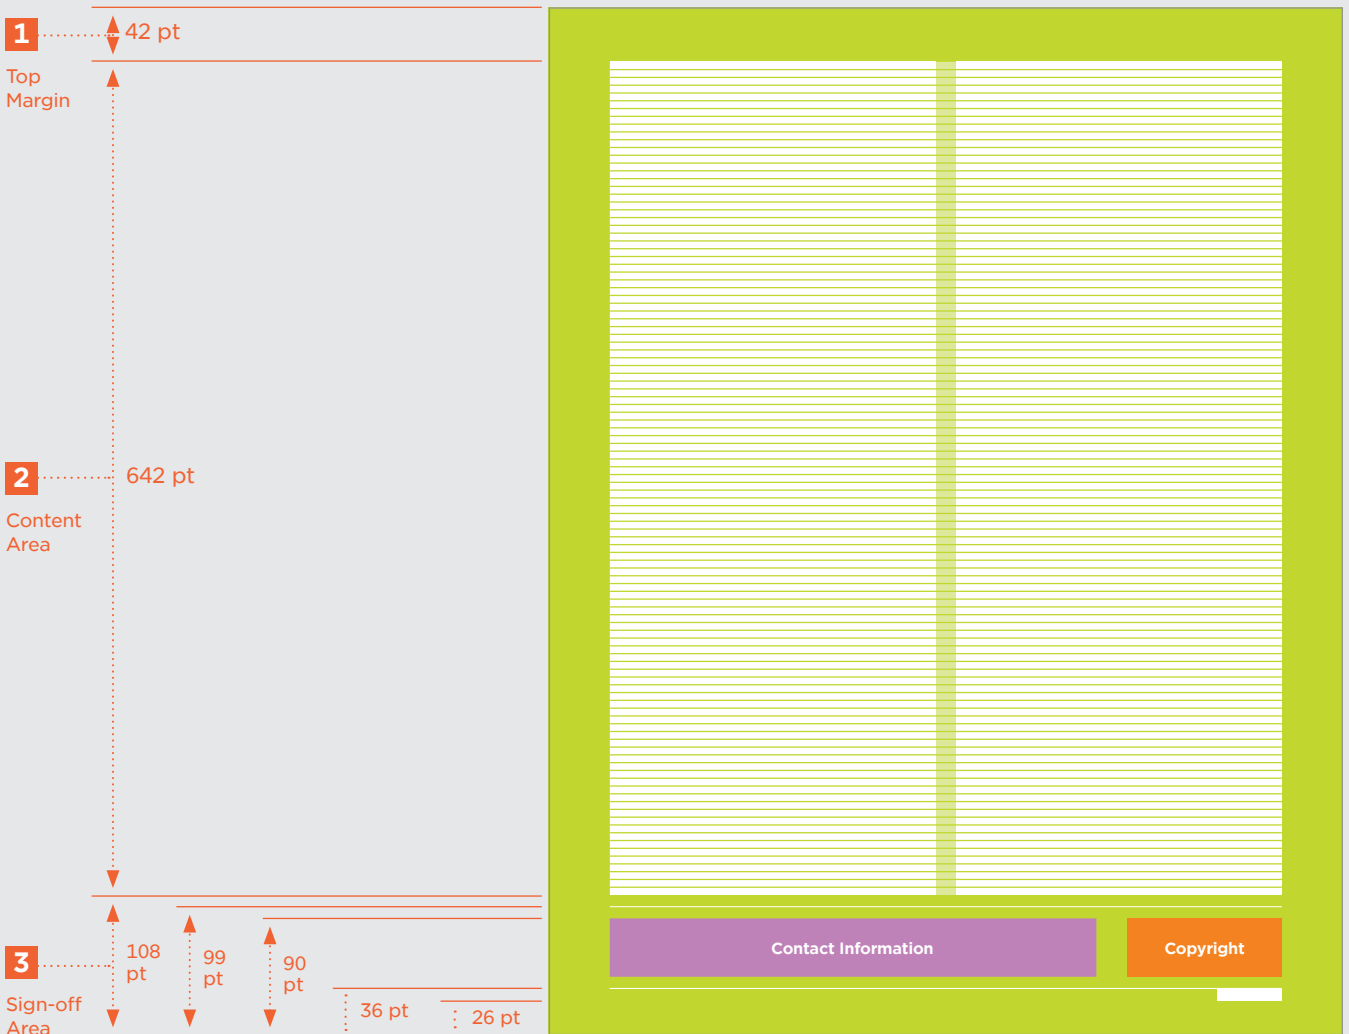 1
42 pt
Top
Margin
2
642 pt
Content
Area
3
108
pt
99
pt
90
pt
36 pt
26 pt
Sign-off
Area
Contact Information
Copyright